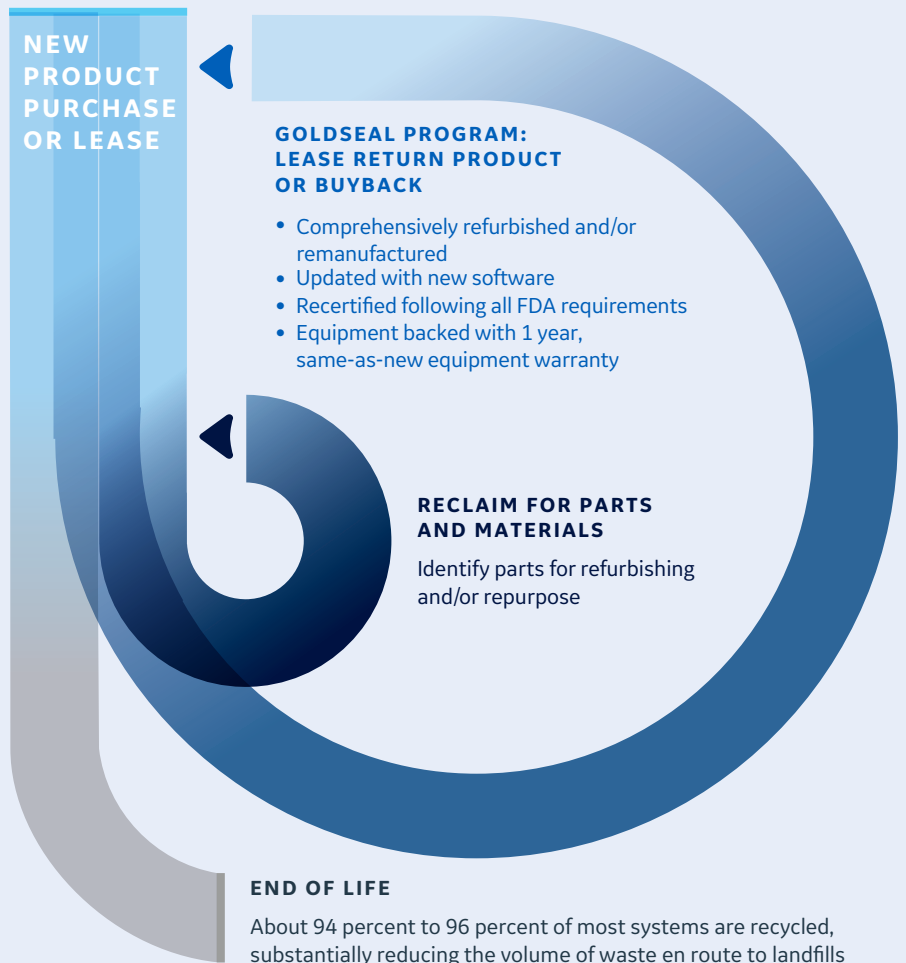 NEW
PRODUCT
PURCHASE
OR LEASE
GOLDSEAL PROGRAM:
LEASE RETURN PRODUCT
OR BUYBACK
• Comprehensively refurbished and/or
remanufactured
• Updated with new software
• Recertified following all FDA requirements
• Equipment backed with 1 year,
same-as-new equipment warranty
RECLAIM FOR PARTS
AND MATERIALS
Identify parts for refurbishing
and/or repurpose
END OF LIFE
About 94 percent to 96 percent of most systems are recycled,
substantially reducing the volume of waste en route to landfills